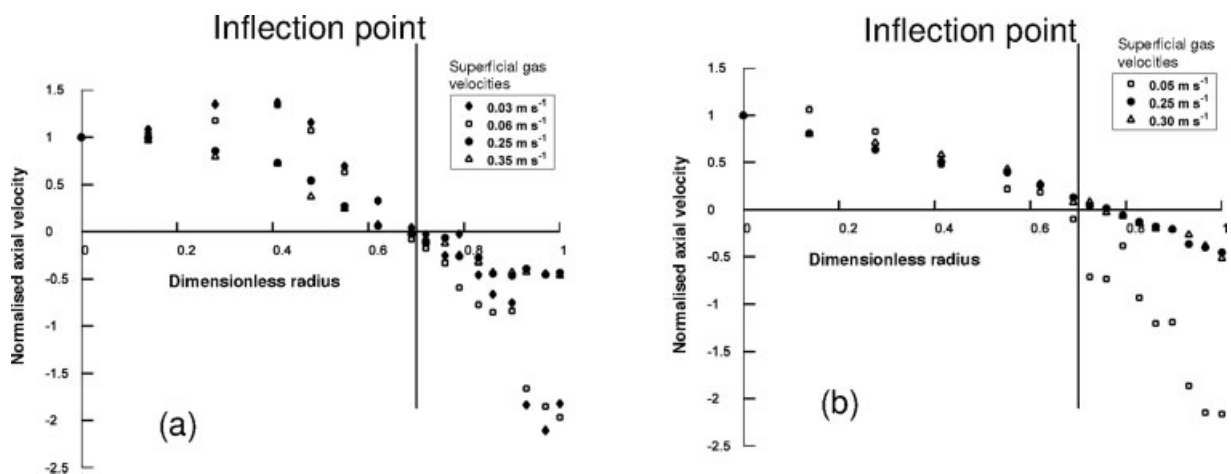 Inflection point
Superficial gas
velocities
0.03 m s⁻¹
0.06 m s⁻¹
0.25 m s⁻¹
0.35 m s⁻¹
1.5
1
0.5
0
-0.5
-1
-1.5
-2
-2.5
0
0.2
0.4
0.6
0.8
1
Normalised axial velocity
Dimensionless radius
(a)
Inflection point
Superficial gas
velocities
0.05 m s⁻¹
0.25 m s⁻¹
0.30 m s⁻¹
1.5
1
0.5
0
-0.5
-1
-1.5
-2
-2.5
0
0.2
0.4
0.6
0.8
1
Normalised axial velocity
Dimensionless radius
(b)